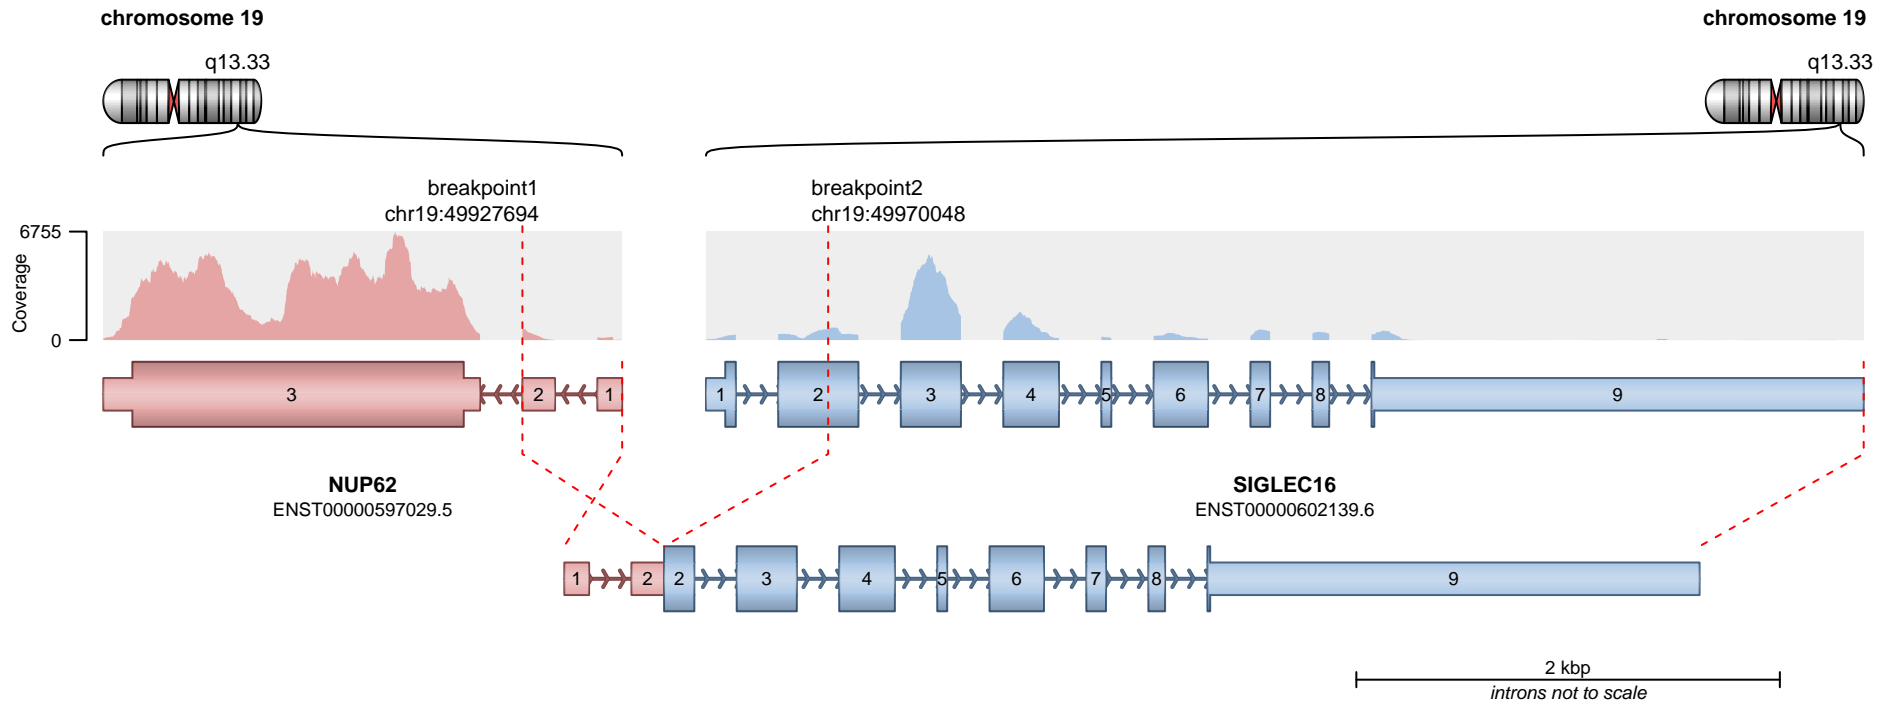 chromosome 19
chromosome 19
q13.33
q13.33
breakpoint1
chr19:49927694
breakpoint2
chr19:49970048
6755
Coverage
0
3 2 1
1 2 3 4 5 6 7 8 9
NUP62
ENST00000597029.5
SIGLEC16
ENST00000602139.6
1 2 2 3 4 5 6 7 8 9
2 kbp
introns not to scale